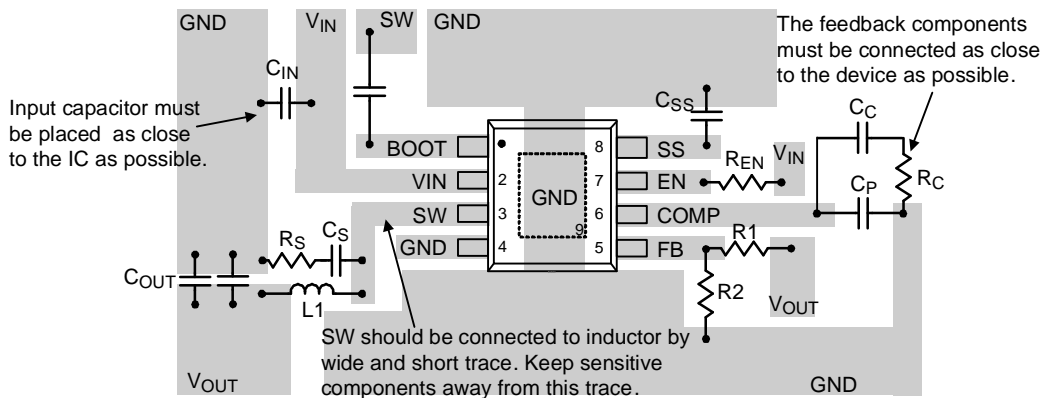 GND
VIN
SW
GND
The feedback components
must be connected as close
to the device as possible.
CIN
Input capacitor must
be placed as close
to the IC as possible.
CSS
CC
BOOT
8
SS
REN
VIN
RC
VIN
2
GND
7
EN
CP
SW
3
9
6
COMP
RS
CS
GND
4
5
FB
R1
COUT
L1
R2
VOUT
SW should be connected to inductor by
wide and short trace. Keep sensitive
components away from this trace.
VOUT
GND